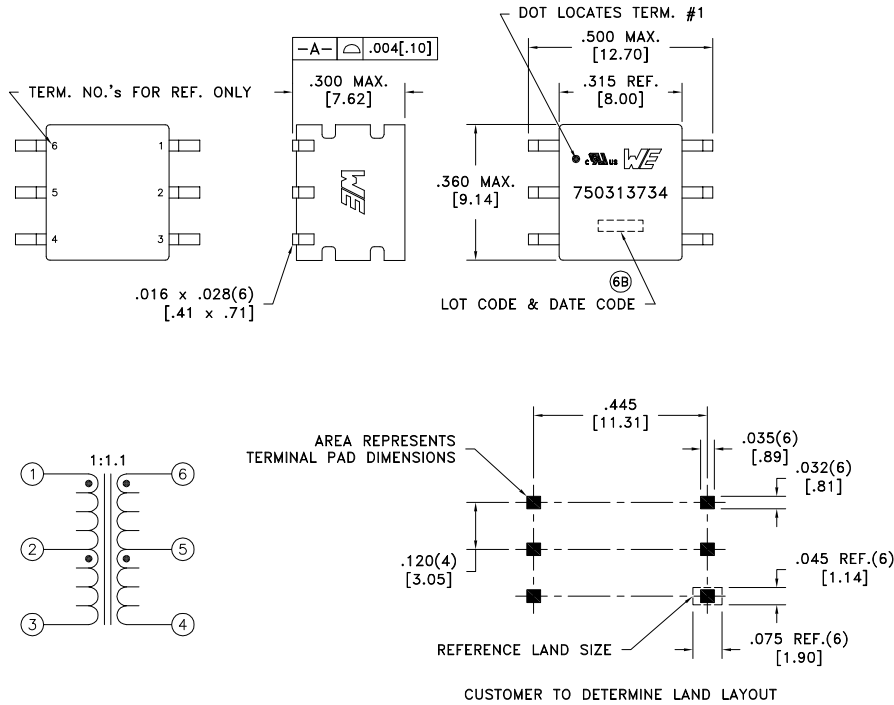 DOT LOCATES TERM. #1
-A- .004[.10]
.500 MAX.
[12.70]
.300 MAX.
[7.62]
.315 REF.
[8.00]
TERM. NO.'s FOR REF. ONLY
6 1
5 2
4 3
WE
c UL us WE
750313734
.360 MAX.
[9.14]
.016 x .028(6)
[.41 x .71]
6B
LOT CODE & DATE CODE
1:1.1
1 6
2 5
3 4
.445
[11.31]
AREA REPRESENTS
TERMINAL PAD DIMENSIONS
.035(6)
[.89]
.032(6)
[.81]
.120(4)
[3.05]
.045 REF.(6)
[1.14]
REFERENCE LAND SIZE
.075 REF.(6)
[1.90]
CUSTOMER TO DETERMINE LAND LAYOUT